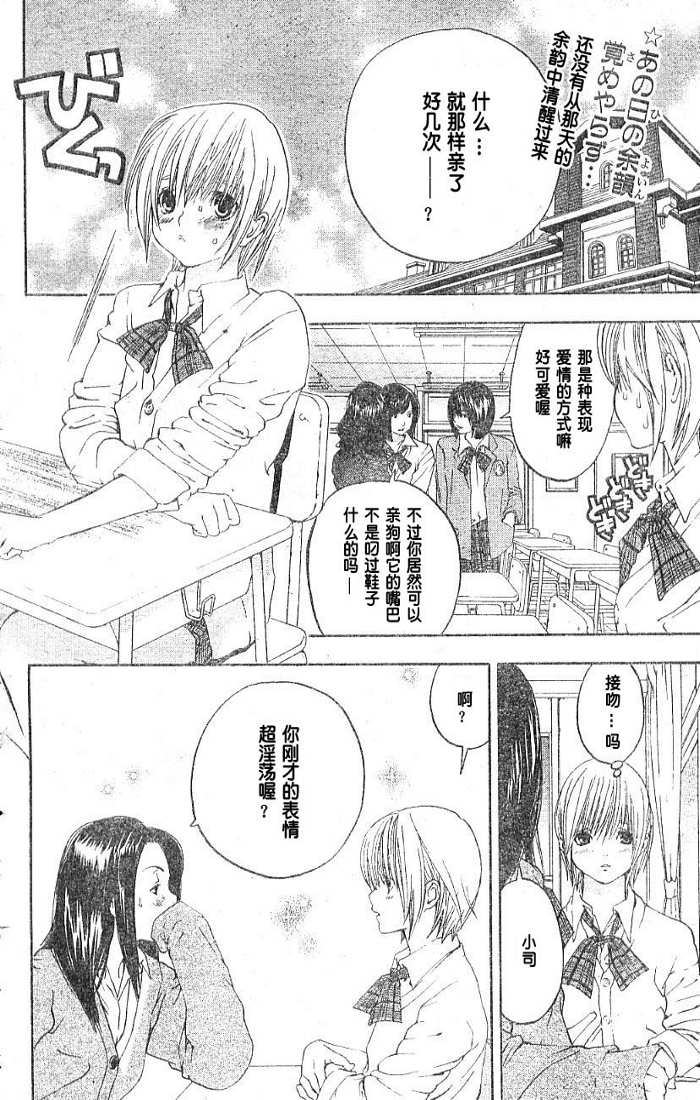 ☆あの日の余韻
覚めやらず…
还没有从那天的
余韵中清醒过来
什么…
就那样亲了
好几次
——?
びくっ
那是种表现
爱情的方式嘛
好可爱喔
どきどきどき
不过你居然可以
亲狗啊它的嘴巴
不是叼过鞋子
什么的吗—
接吻…吗
小司
啊?
你刚才的表情
超淫荡喔?